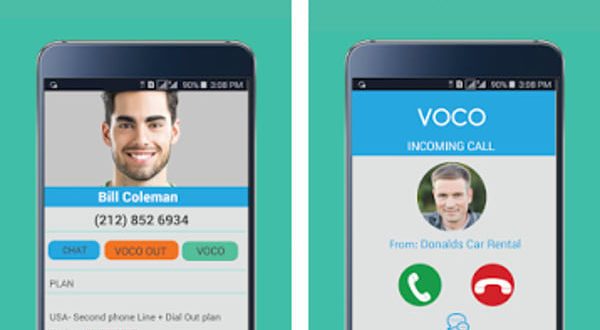 3:08 PM
90%
Bill Coleman
(212) 852 6934
CHAT
VOCO OUT
VOCO
PLAN
USA- Second phone Line + Dial Out plan
90% 3:08 PM
VOCO
INCOMING CALL
From: Donalds Car Rental